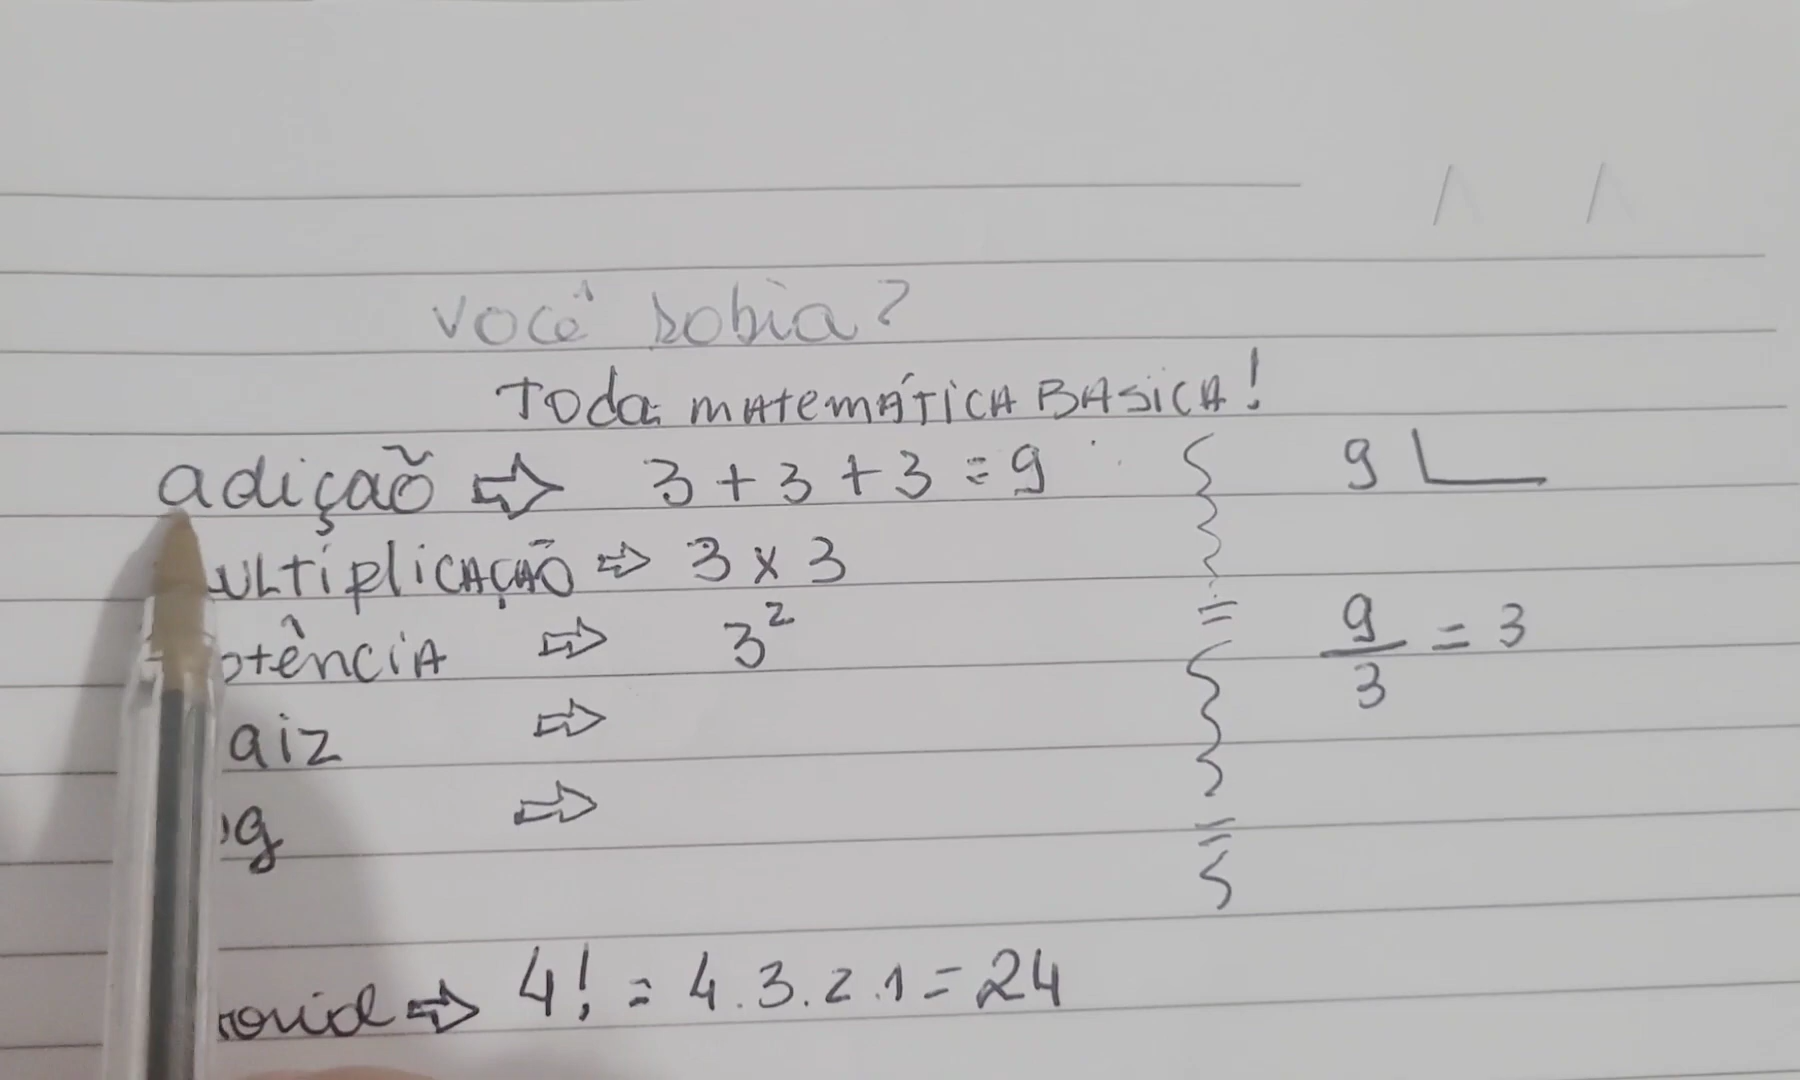 você sabia?
Toda matemática BASicA!
adição ⇨ 3 + 3 + 3 = 9
ULtiplicAção ⇨ 3 x 3
otênciA ⇨ 3²
aiz ⇨
g ⇨
orial ⇨ 4! = 4.3.2.1 = 24
9
9/3 = 3